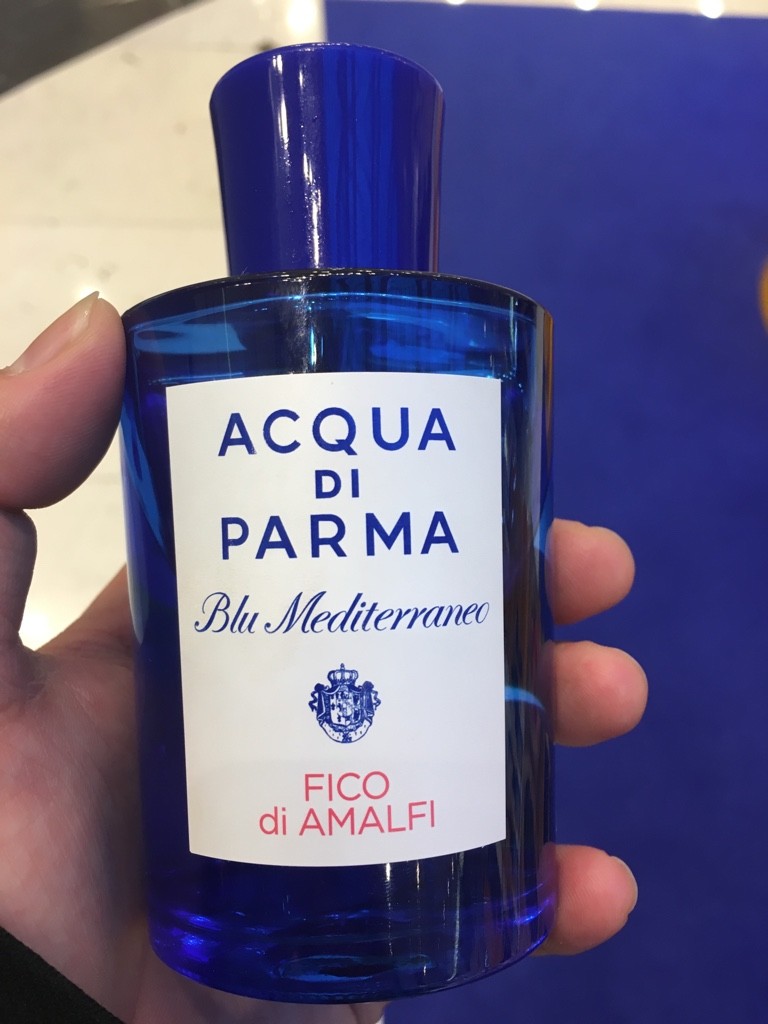 ACQUA
DI
PARMA
Blu Mediterraneo
FICO
di AMALFI